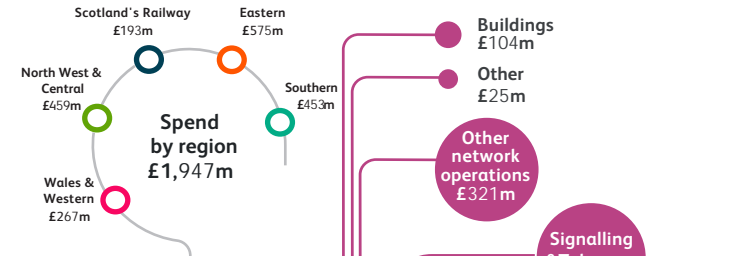 Scotland's Railway
£193m
Eastern
£575m
North West &
Central
£459m
Southern
£453m
Spend
by region
£1,947m
Wales &
Western
£267m
Buildings
£104m
Other
£25m
Other
network
operations
£321m
Signalling